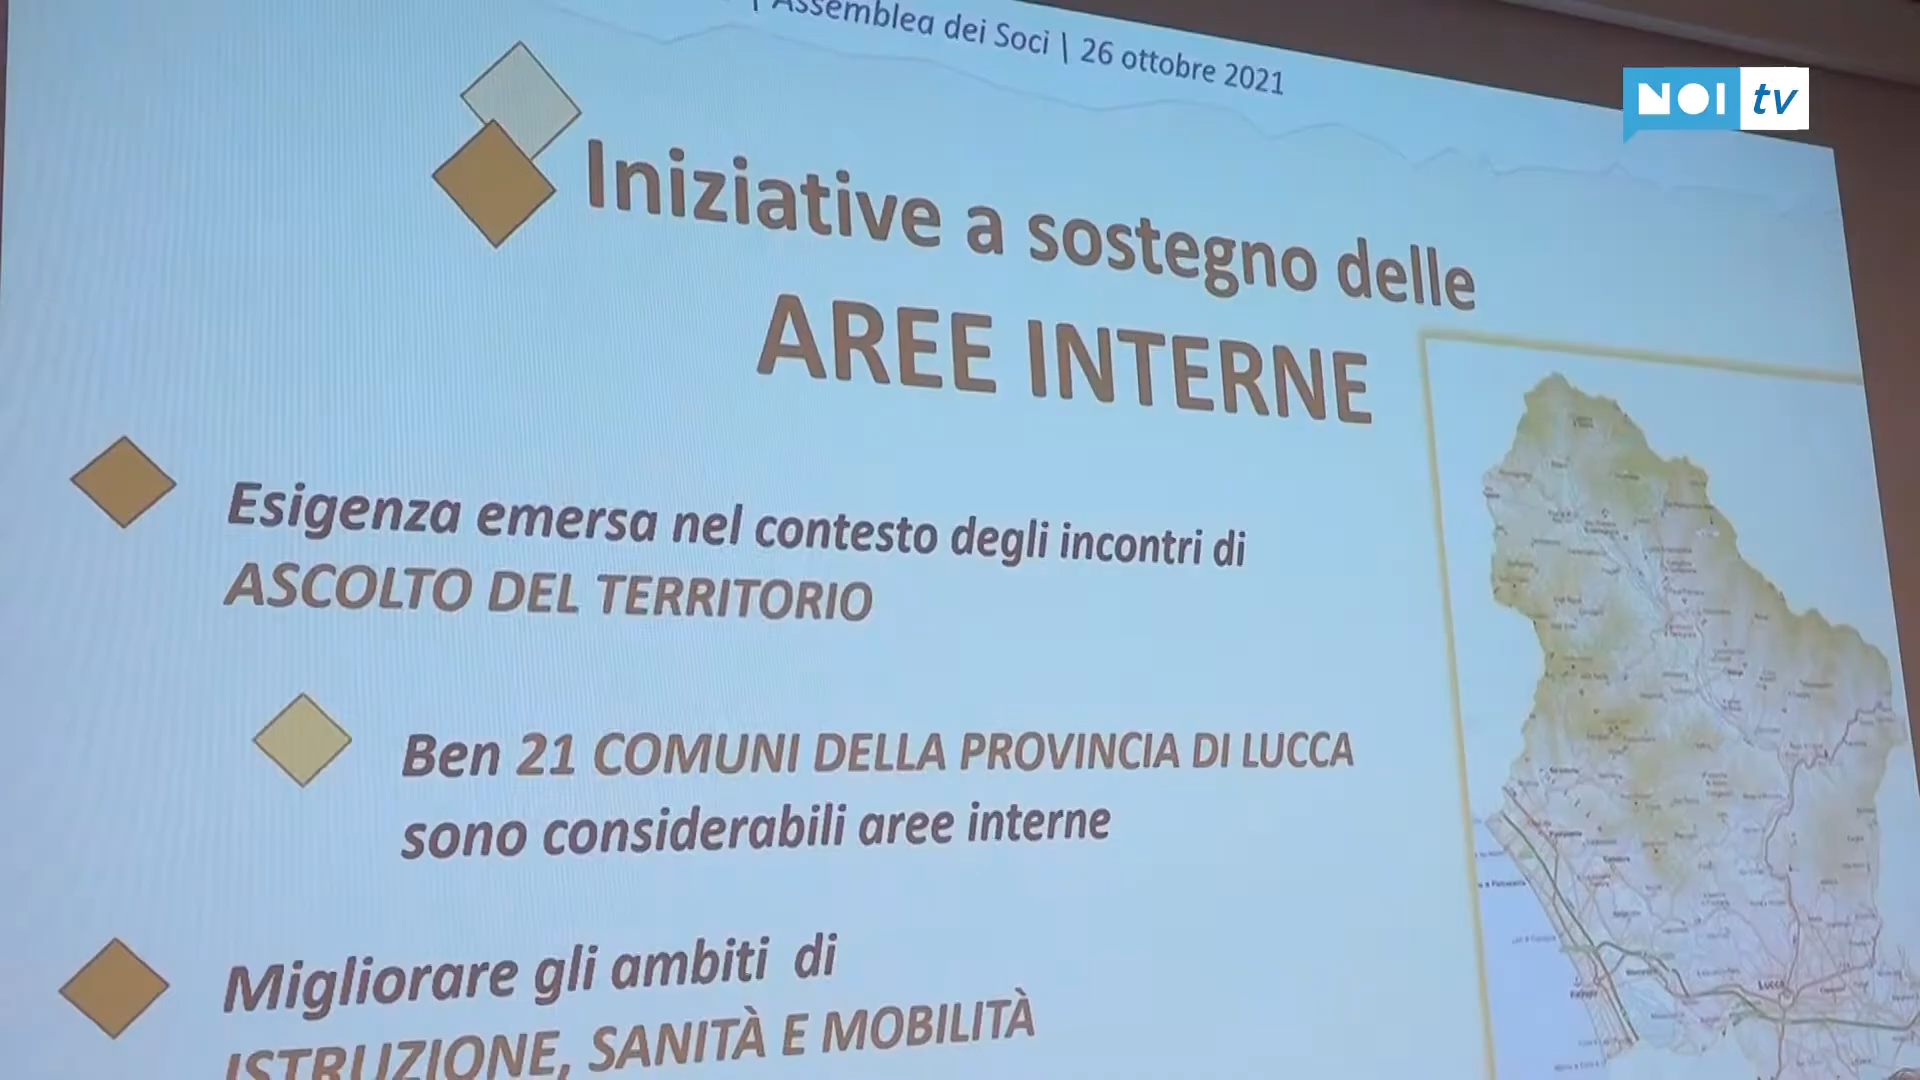 Assemblea dei Soci | 26 ottobre 2021
NOI tv
Iniziative a sostegno delle
AREE INTERNE
Esigenza emersa nel contesto degli incontri di
ASCOLTO DEL TERRITORIO
Ben 21 COMUNI DELLA PROVINCIA DI LUCCA
sono considerabili aree interne
Migliorare gli ambiti di
ISTRUZIONE, SANITÀ E MOBILITÀ
Lucca